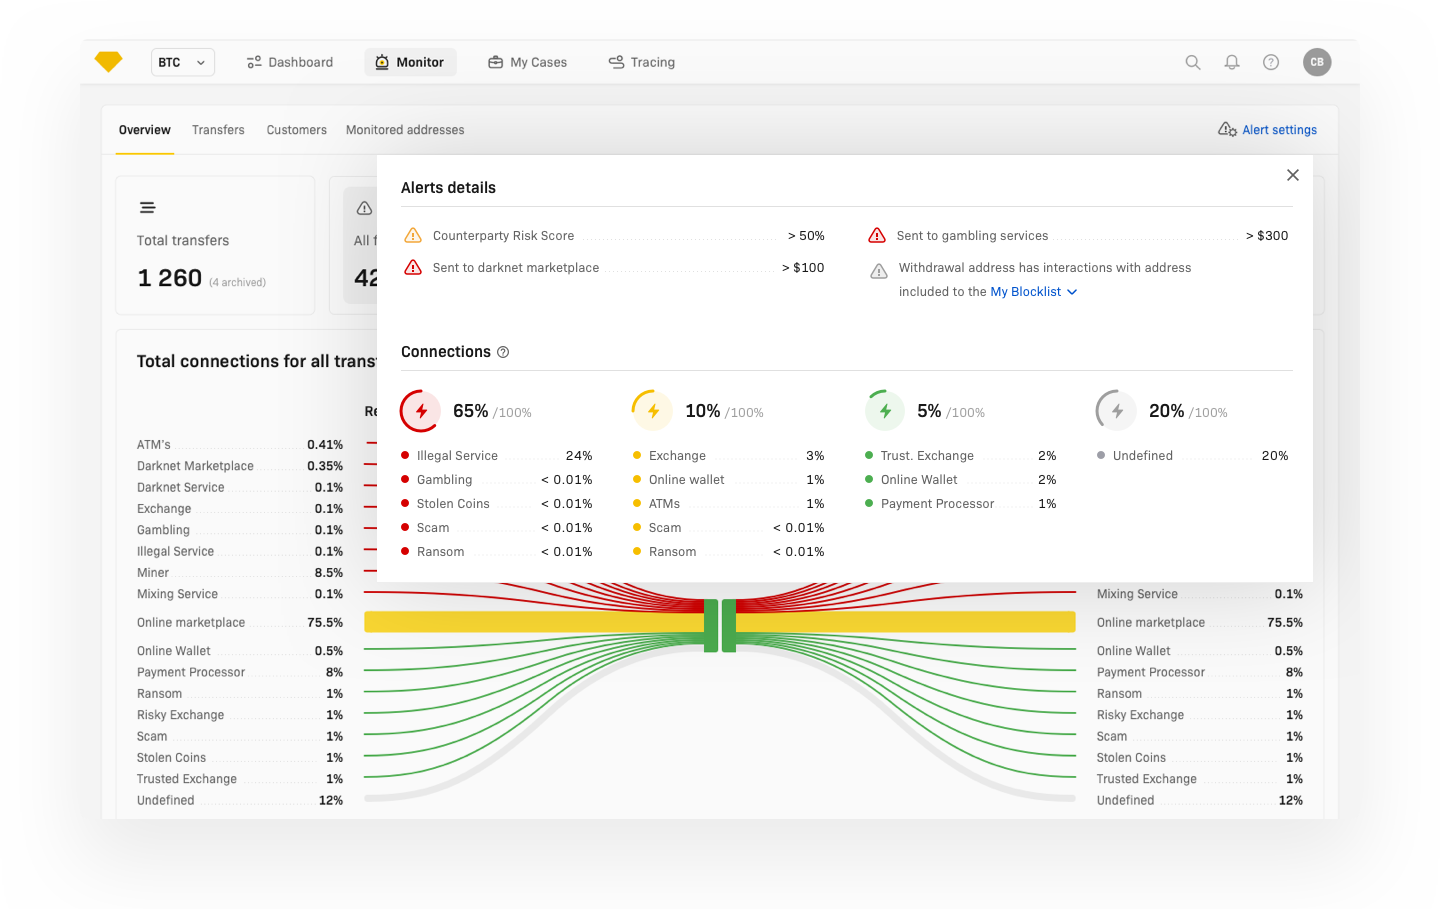 BTC
Dashboard
Monitor
My Cases
Tracing
CB
Overview
Transfers
Customers
Monitored addresses
Alert settings
Total transfers
1 260 (4 archived)
All
42
Alerts details
Counterparty Risk Score > 50%
Sent to darknet marketplace > $100
Sent to gambling services > $300
Withdrawal address has interactions with address
included to the My Blocklist
Connections
65% /100%
Illegal Service 24%
Gambling < 0.01%
Stolen Coins < 0.01%
Scam < 0.01%
Ransom < 0.01%
10% /100%
Exchange 3%
Online wallet 1%
ATMs 1%
Scam < 0.01%
Ransom < 0.01%
5% /100%
Trust. Exchange 2%
Online Wallet 2%
Payment Processor 1%
20% /100%
Undefined 20%
Total connections for all
ATM's 0.41%
Darknet Marketplace 0.35%
Darknet Service 0.1%
Exchange 0.1%
Gambling 0.1%
Illegal Service 0.1%
Miner 8.5%
Mixing Service 0.1%
Online marketplace 75.5%
Online Wallet 0.5%
Payment Processor 8%
Ransom 1%
Risky Exchange 1%
Scam 1%
Stolen Coins 1%
Trusted Exchange 1%
Undefined 12%
Mixing Service 0.1%
Online marketplace 75.5%
Online Wallet 0.5%
Payment Processor 8%
Ransom 1%
Risky Exchange 1%
Scam 1%
Stolen Coins 1%
Trusted Exchange 1%
Undefined 12%